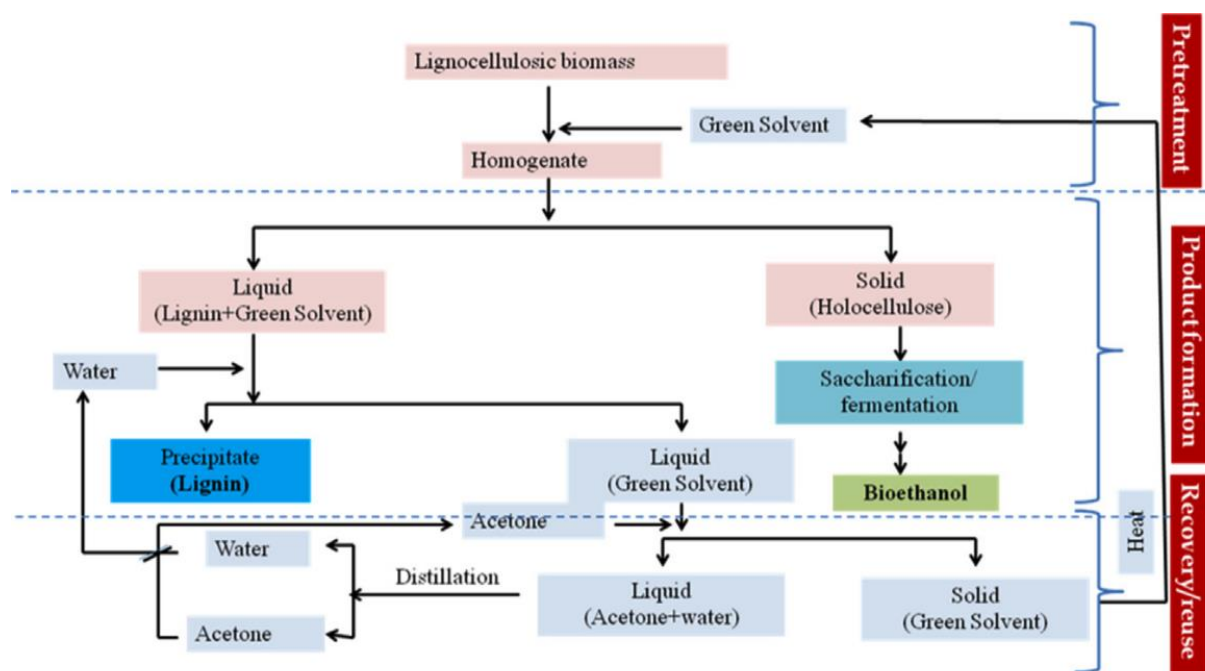 Lignocellulosic biomass
Green Solvent
Homogenate
Pretreatment
Liquid
(Lignin+Green Solvent)
Solid
(Holocellulose)
Water
Saccharification/
fermentation
Precipitate
(Lignin)
Liquid
(Green Solvent)
Bioethanol
Product formation
Acetone
Water
Distillation
Acetone
Liquid
(Acetone+water)
Solid
(Green Solvent)
Heat
Recovery/reuse